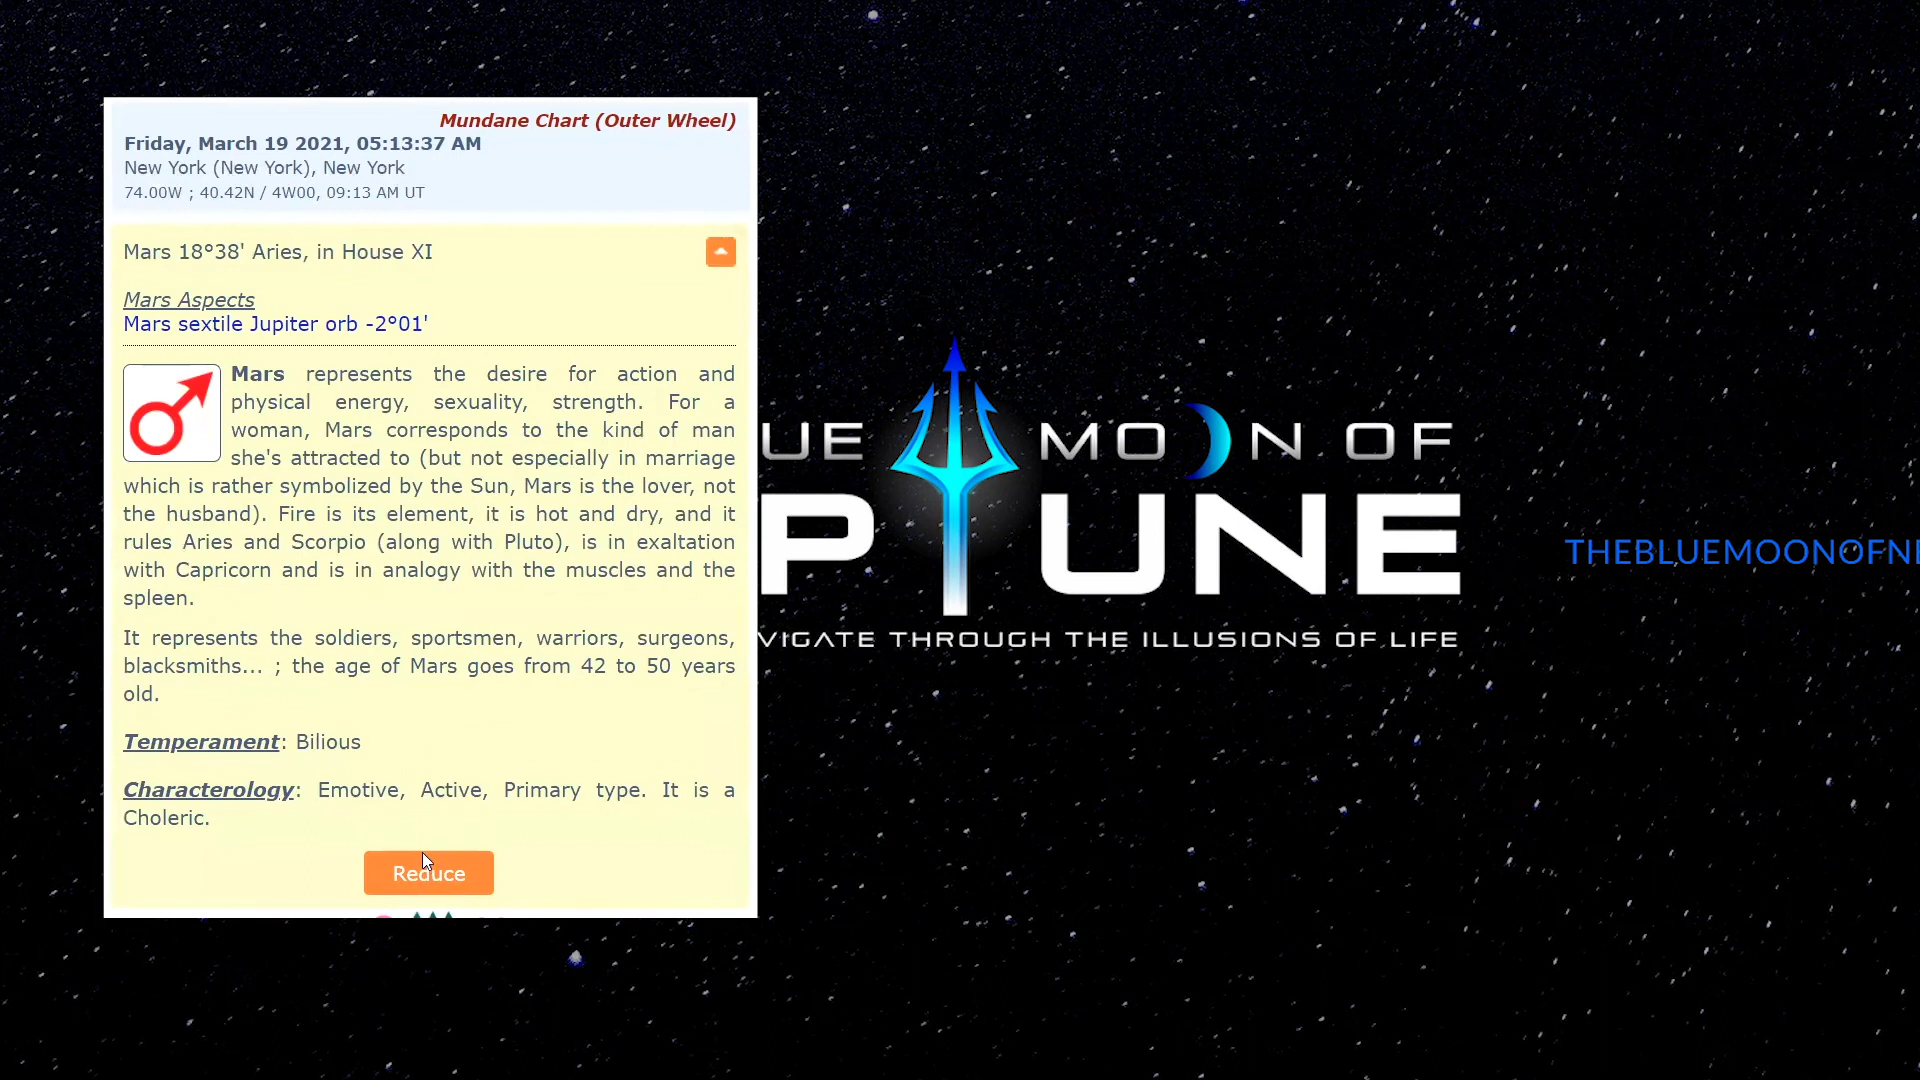 Mundane Chart (Outer Wheel)
Friday, March 19 2021, 05:13:37 AM
New York (New York), New York
74.00W ; 40.42N / 4W00, 09:13 AM UT
Mars 18°38' Aries, in House XI
Mars Aspects
Mars sextile Jupiter orb -2°01'
Mars represents the desire for action and
physical energy, sexuality, strength. For a
woman, Mars corresponds to the kind of man
she's attracted to (but not especially in marriage
which is rather symbolized by the Sun, Mars is the lover, not
the husband). Fire is its element, it is hot and dry, and it
rules Aries and Scorpio (along with Pluto), is in exaltation
with Capricorn and is in analogy with the muscles and the
spleen.
It represents the soldiers, sportsmen, warriors, surgeons,
blacksmiths... ; the age of Mars goes from 42 to 50 years
old.
Temperament: Bilious
Characterology: Emotive, Active, Primary type. It is a
Choleric.
Reduce
UE MOON OF
PTUNE
VIGATE THROUGH THE ILLUSIONS OF LIFE
THEBLUEMOONOFNE